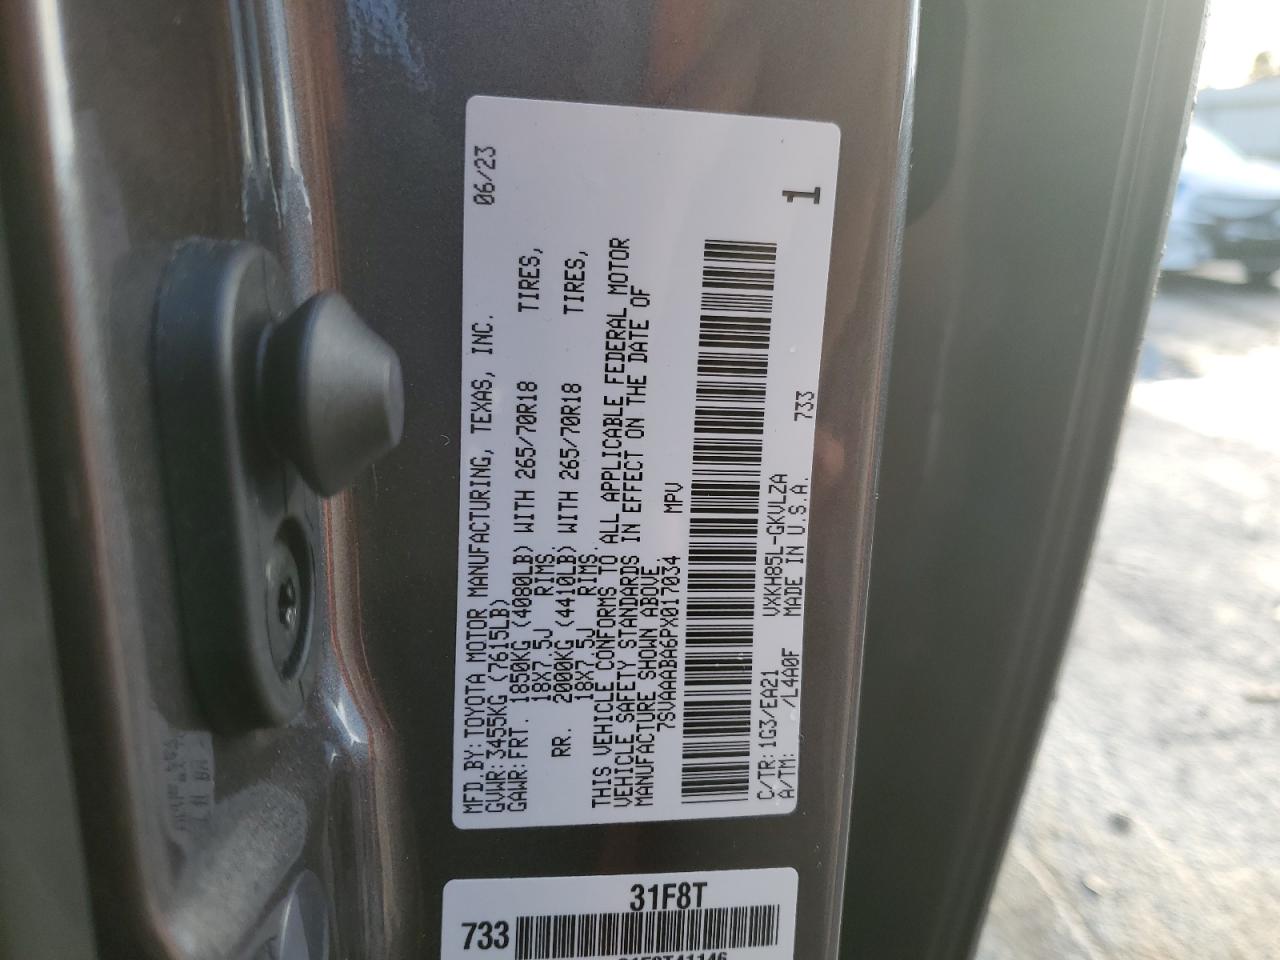 MFD BY: TOYOTA MOTOR MANUFACTURING, TEXAS, INC. 06/23
GVWR: 3455KG (7615LB)
GAWR: FRT. 1850KG (4080LB) WITH 265/70R18 TIRES,
18X7.5J RIMS.
RR. 2000KG (4410LB) WITH 265/70R18 TIRES,
18X7.5J RIMS.
THIS VEHICLE CONFORMS TO ALL APPLICABLE FEDERAL MOTOR
VEHICLE SAFETY STANDARDS IN EFFECT ON THE DATE OF
MANUFACTURE SHOWN ABOVE.
7SVAAABA6PX017034 MPV
C/TR: 1G3/EA21 VXKH85L-GKVLZA
A/TM: /L4A0F MADE IN U.S.A. 733
1
31F8T
733